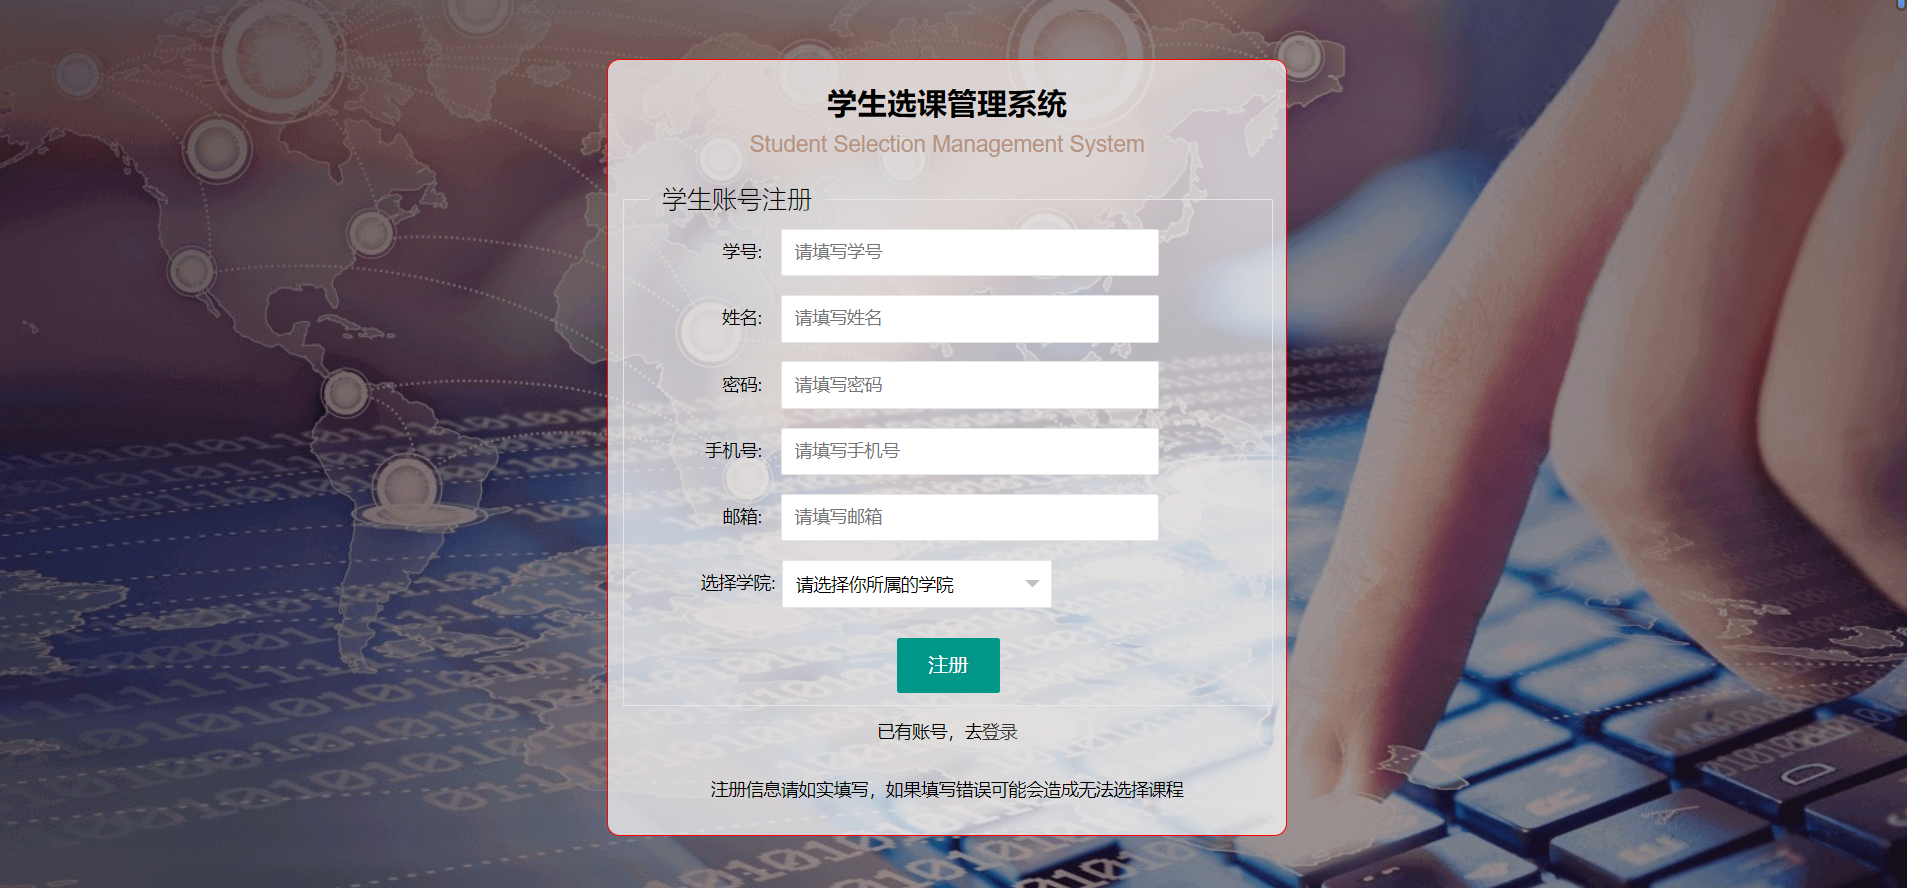 学生选课管理系统
Student Selection Management System
学生账号注册
学号: 请填写学号
姓名: 请填写姓名
密码: 请填写密码
手机号: 请填写手机号
邮箱: 请填写邮箱
选择学院: 请选择你所属的学院
注册
已有账号，去登录
注册信息请如实填写，如果填写错误可能会造成无法选择课程